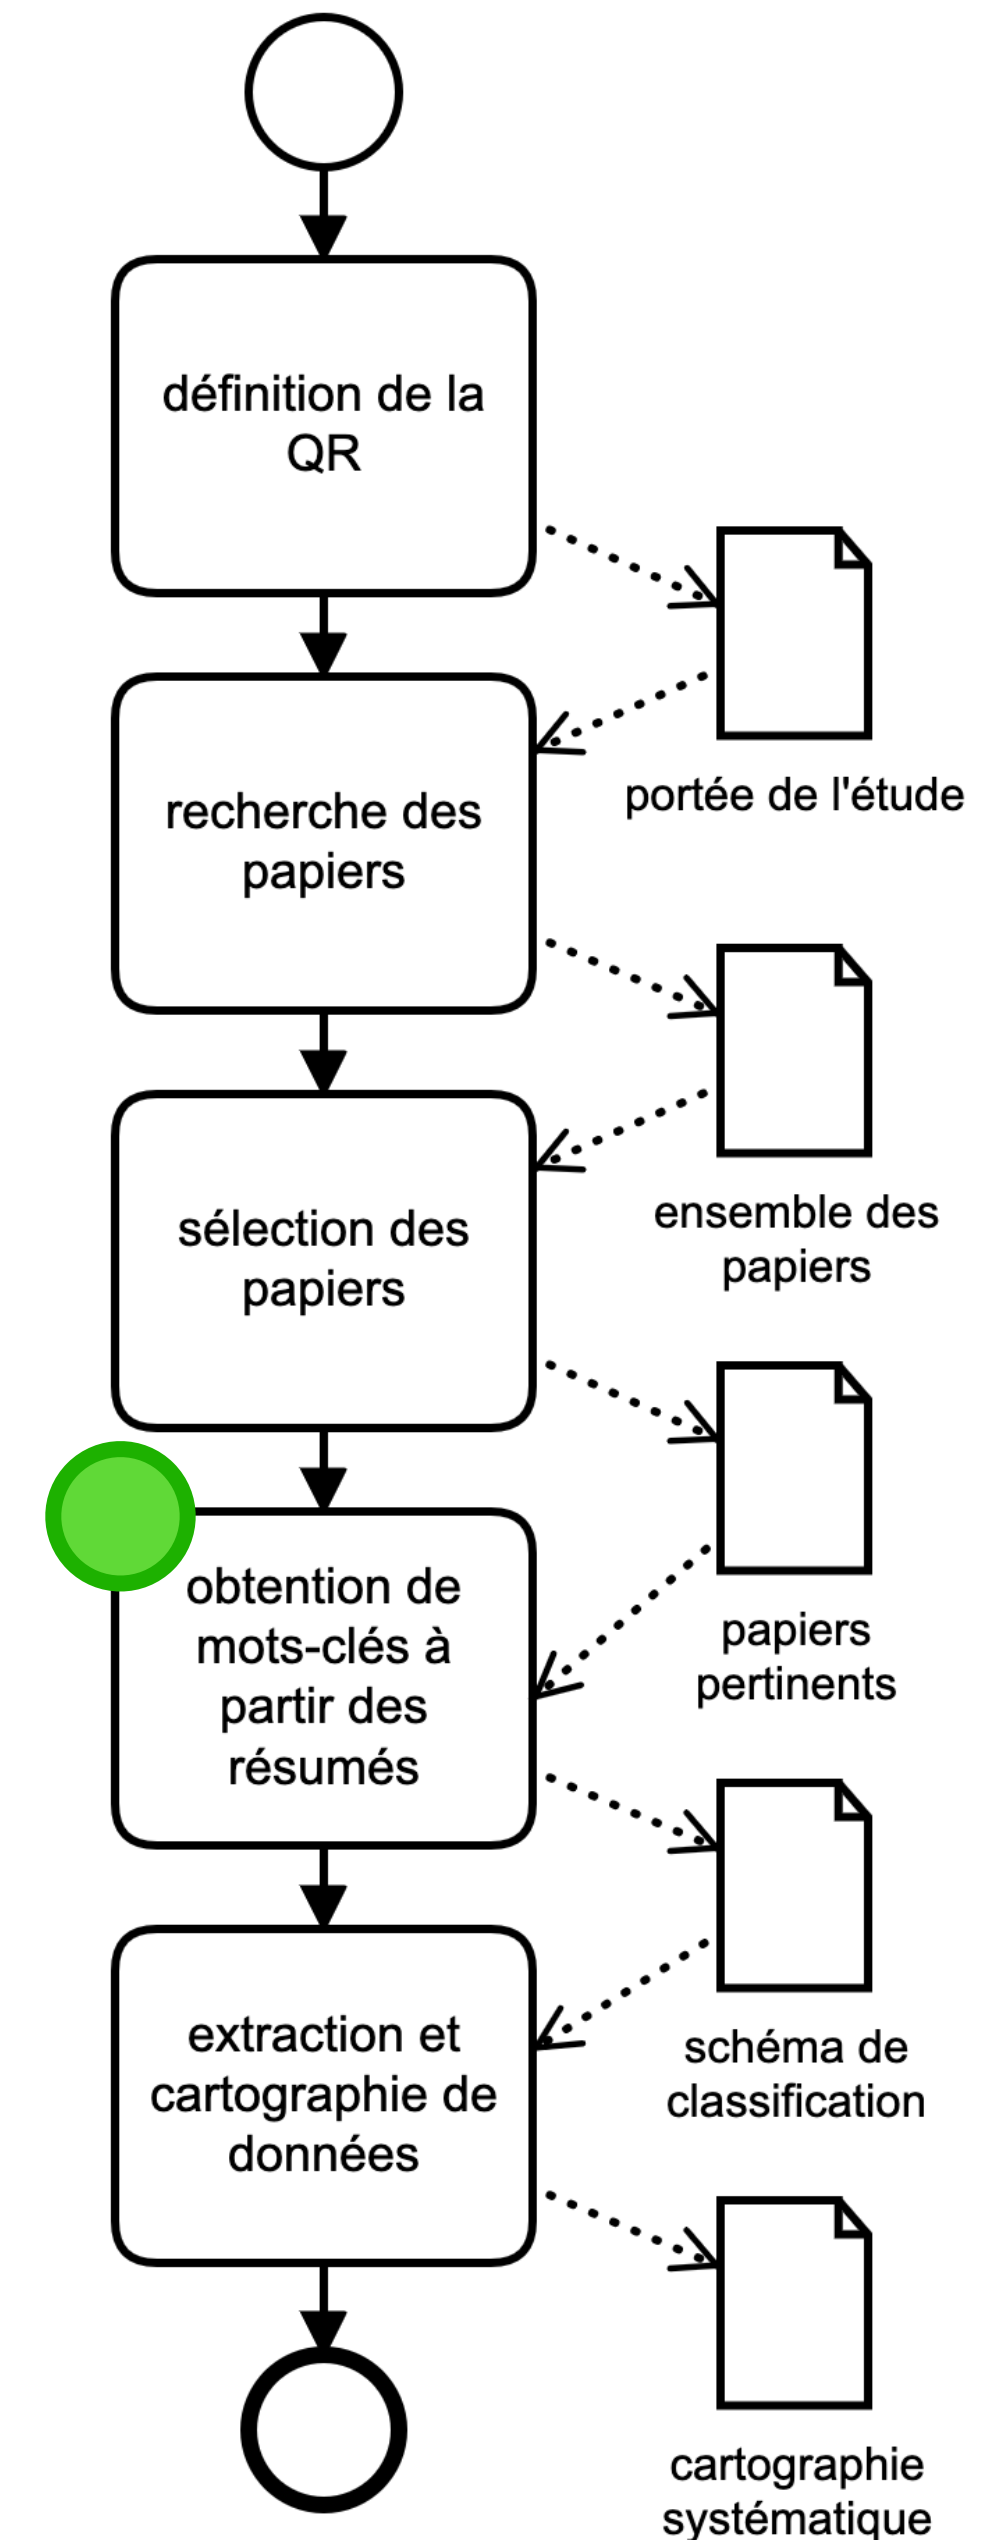 définition de la
QR
portée de l'étude
recherche des
papiers
ensemble des
papiers
sélection des
papiers
papiers
pertinents
obtention de
mots-clés à
partir des
résumés
schéma de
classification
extraction et
cartographie de
données
cartographie
systématique